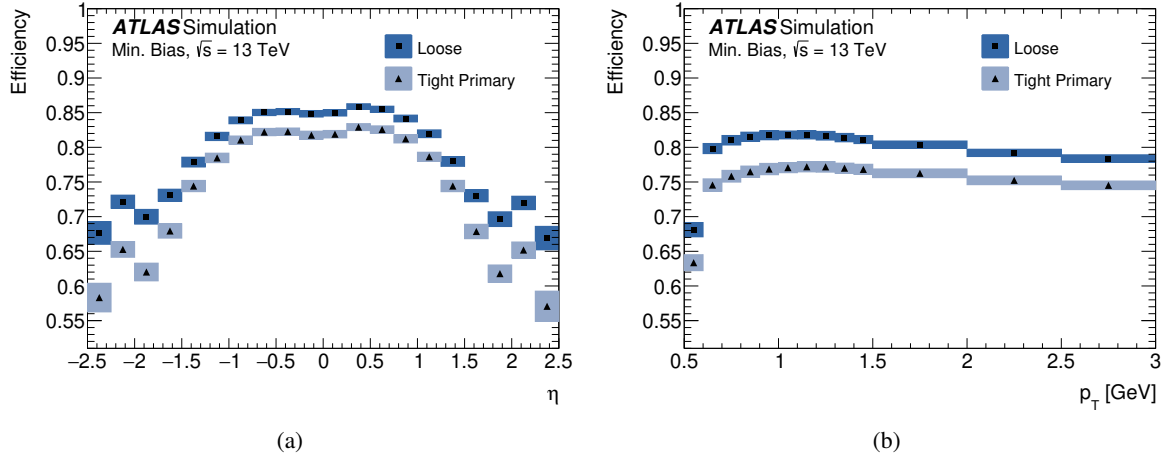 ATLAS Simulation
Min. Bias, √s = 13 TeV
Loose
Tight Primary
Efficiency
1
0.95
0.9
0.85
0.8
0.75
0.7
0.65
0.6
0.55
−2.5 −2 −1.5 −1 −0.5 0 0.5 1 1.5 2 2.5
η
(a)
ATLAS Simulation
Min. Bias, √s = 13 TeV
Loose
Tight Primary
Efficiency
1
0.95
0.9
0.85
0.8
0.75
0.7
0.65
0.6
0.55
0.5 1 1.5 2 2.5 3
p_T [GeV]
(b)